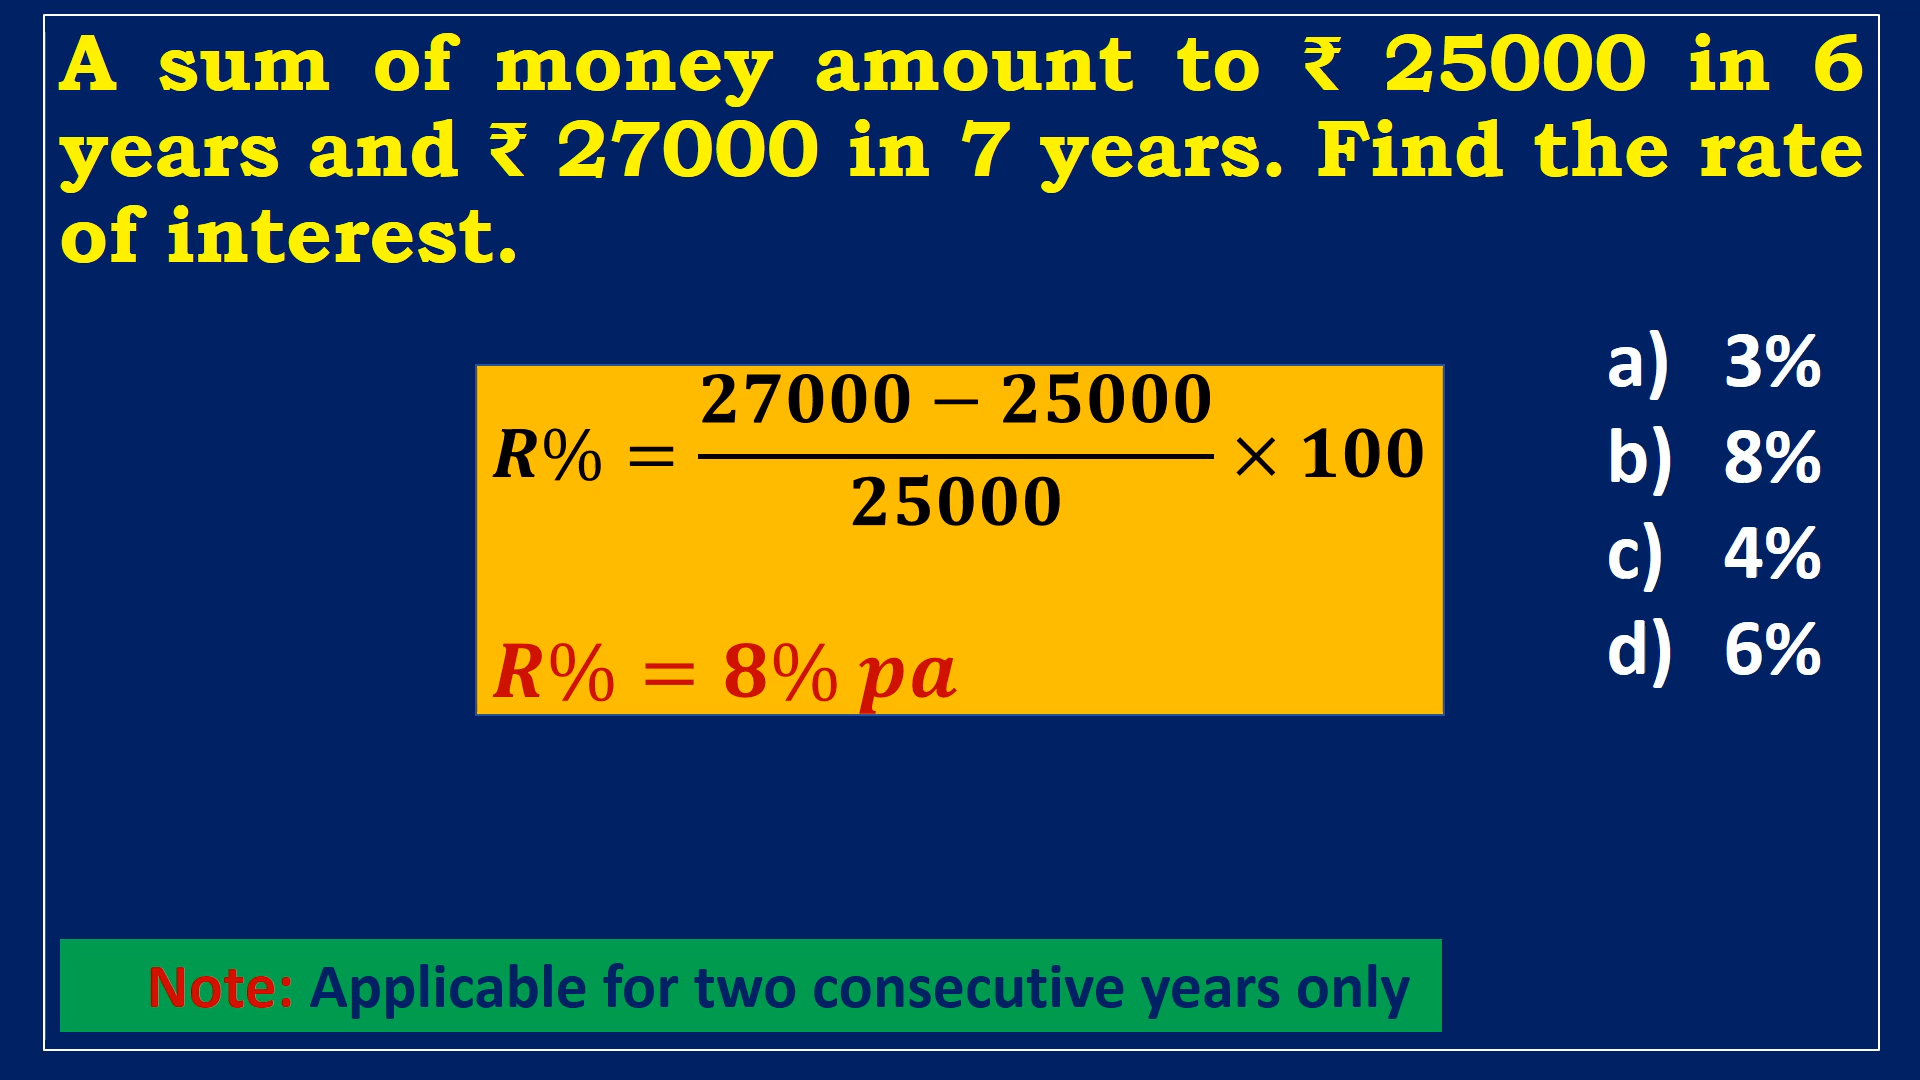 A sum of money amount to ₹ 25000 in 6
years and ₹ 27000 in 7 years. Find the rate
of interest.
R% = (27000 − 25000) / 25000 × 100
R% = 8% pa
a) 3%
b) 8%
c) 4%
d) 6%
Note: Applicable for two consecutive years only